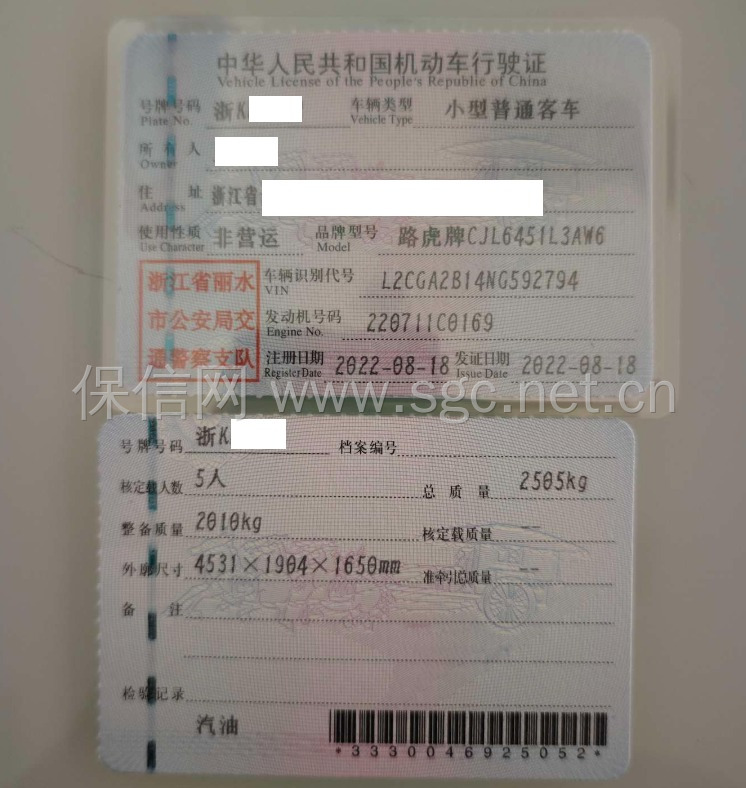 中华人民共和国机动车行驶证
Vehicle License of the People's Republic of China
号牌号码 浙K 车辆类型 小型普通客车
Plate No. Vehicle Type
所有人
Owner
住址 浙江省
Address
使用性质 非营运 品牌型号 路虎牌CJL6451L3AW6
Use Character Model
浙江省丽水 车辆识别代号 L2CGA2B14NG592794
VIN
市公安局交 发动机号码 220711C0169
Engine No.
通警察支队 注册日期 2022-08-18 发证日期 2022-08-18
Register Date Issue Date
保信网 www.sgc.net.cn
号牌号码 浙K 档案编号
核定载人数 5人 总质量 2505kg
整备质量 2010kg 核定载质量 --
外廓尺寸 4531×1904×1650mm 准牵引总质量 --
备注
检验记录
汽油
*3330046925052*